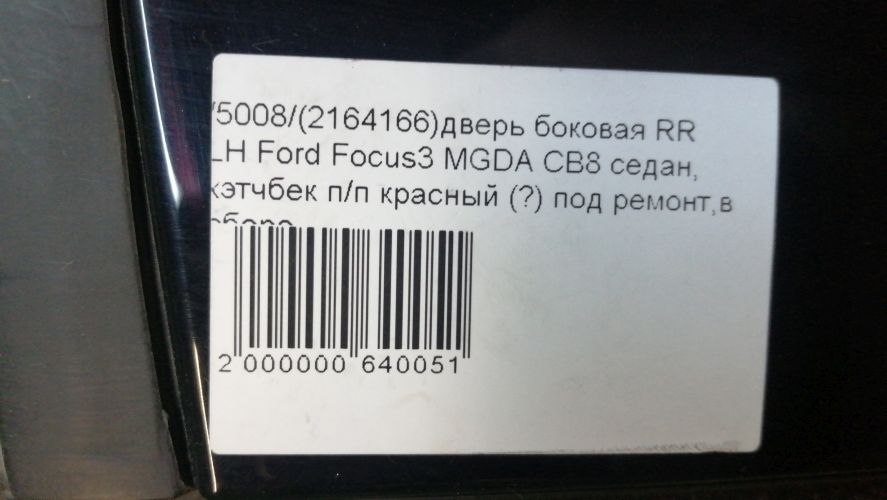 /5008/(2164166)дверь боковая RR
LH Ford Focus3 MGDA CB8 седан,
хэтчбек п/п красный (?) под ремонт,в
2 000000 640051